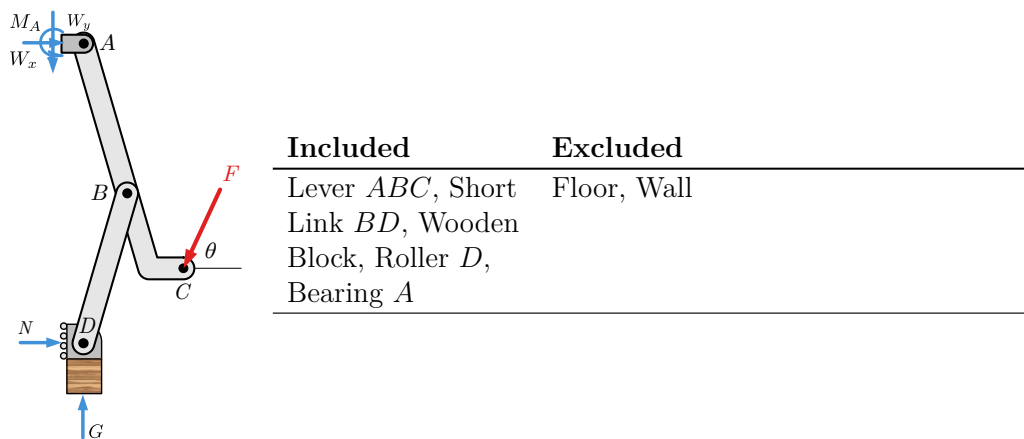 M_A
W_y
A
W_x
B
F
θ
C
N
D
G
Included Excluded
Lever ABC, Short Floor, Wall
Link BD, Wooden
Block, Roller D,
Bearing A